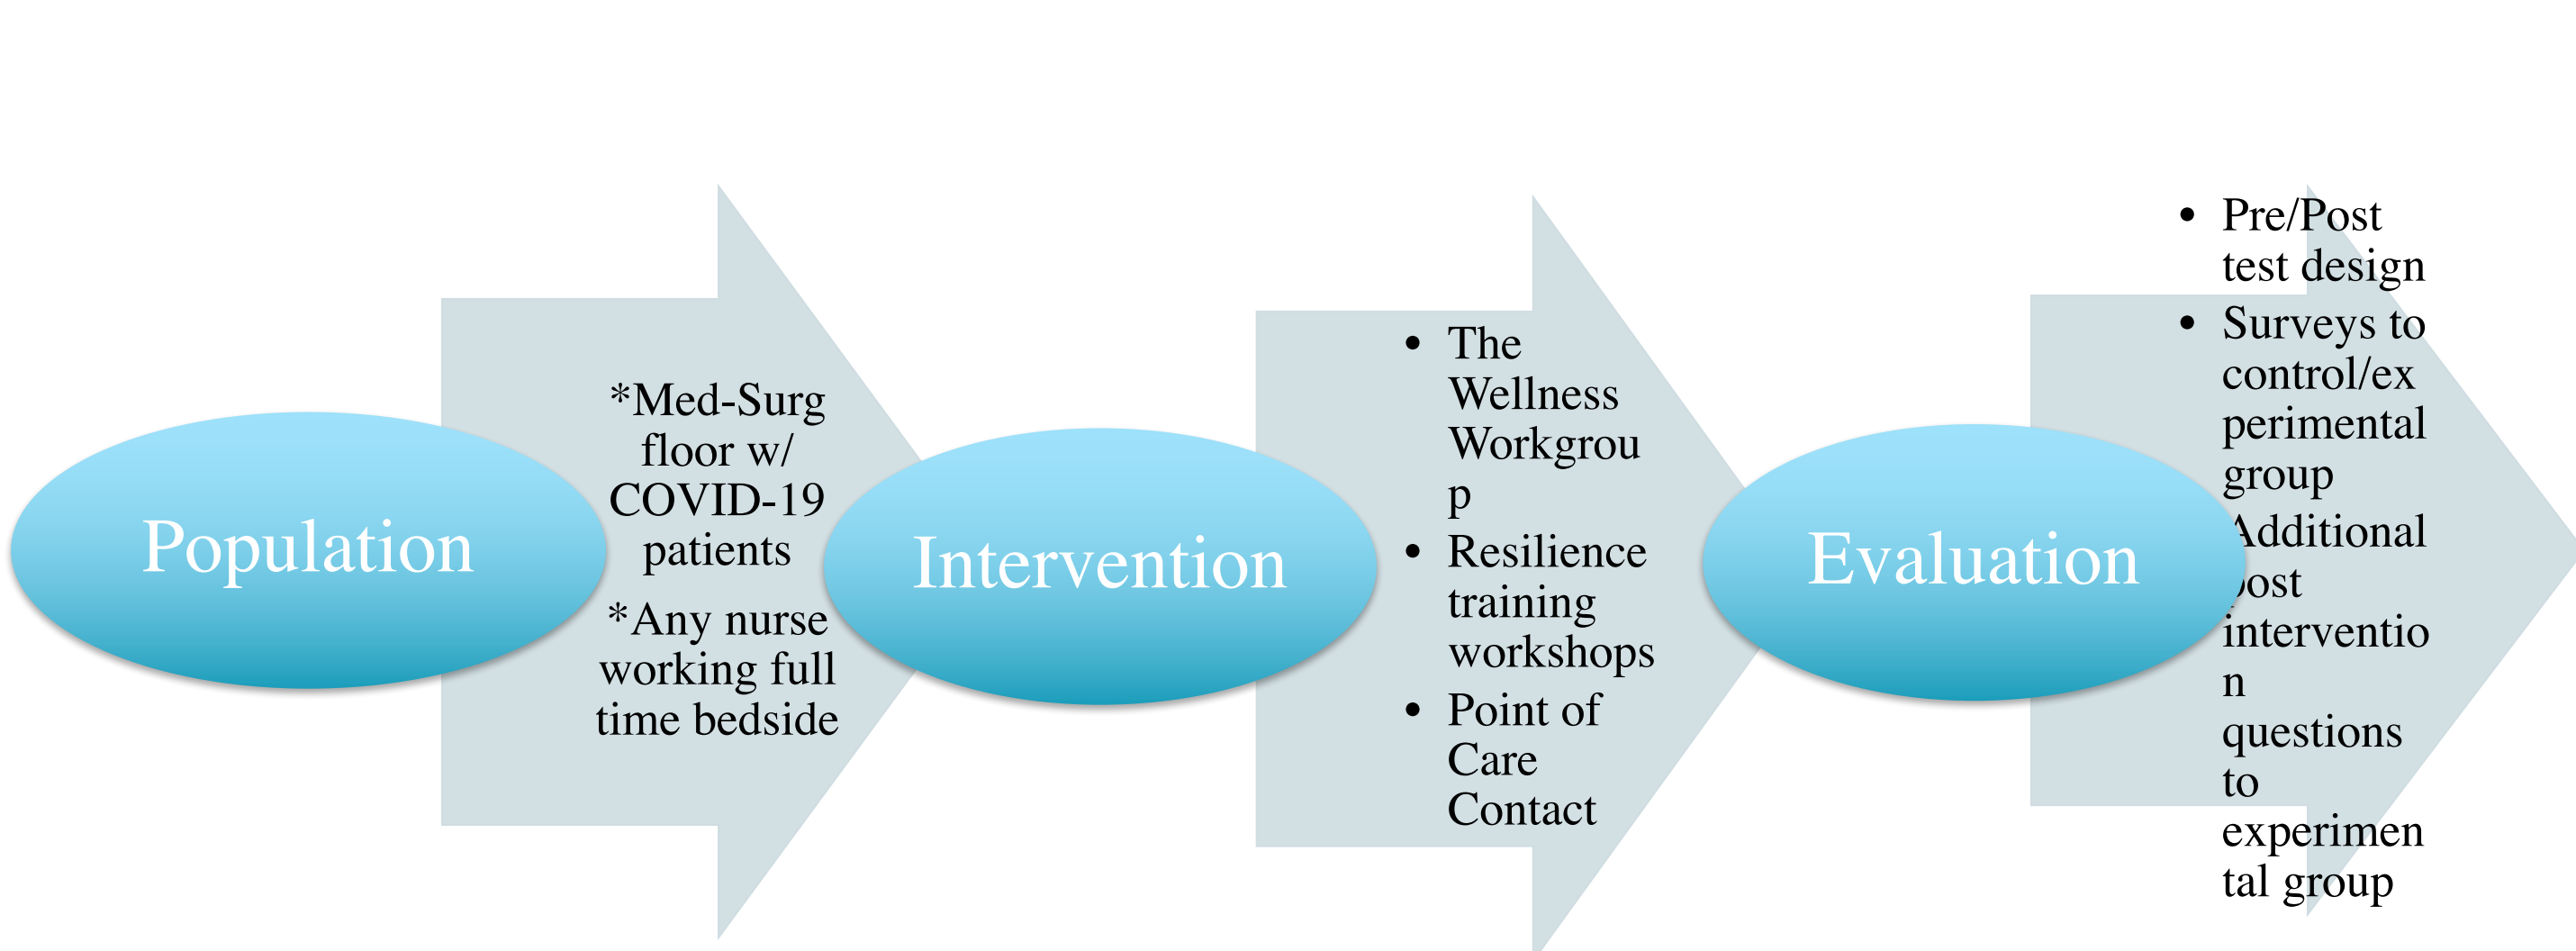 Population
*Med-Surg
floor w/
COVID-19
patients
*Any nurse
working full
time bedside
Intervention
• The
Wellness
Workgrou
p
• Resilience
training
workshops
• Point of
Care
Contact
Evaluation
• Pre/Post
test design
• Surveys to
control/ex
perimental
group
Additional
post
interventio
n
questions
to
experimen
tal group